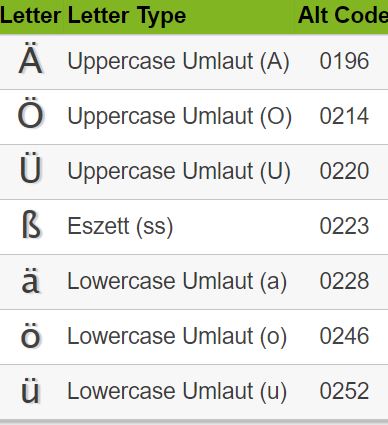 Letter Letter Type Alt Code
Ä Uppercase Umlaut (A) 0196
Ö Uppercase Umlaut (O) 0214
Ü Uppercase Umlaut (U) 0220
ß Eszett (ss) 0223
ä Lowercase Umlaut (a) 0228
ö Lowercase Umlaut (o) 0246
ü Lowercase Umlaut (u) 0252